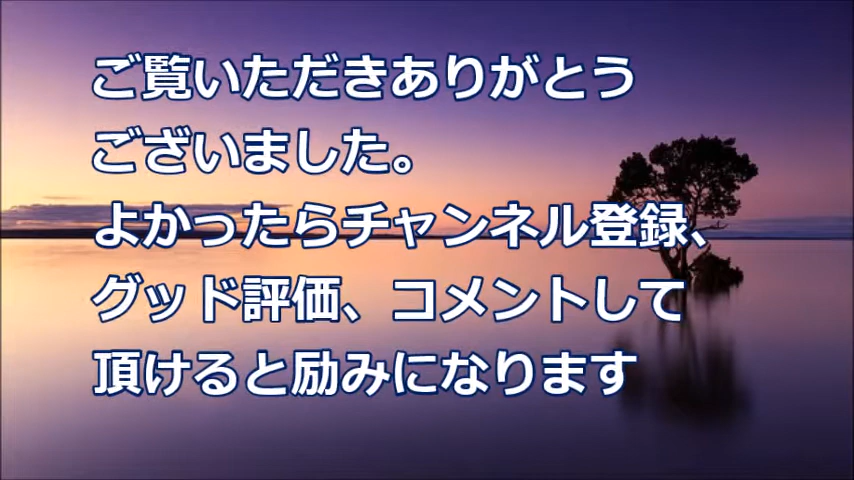 ご覧いただきありがとう
ございました。
よかったらチャンネル登録、
グッド評価、コメントして
頂けると励みになります